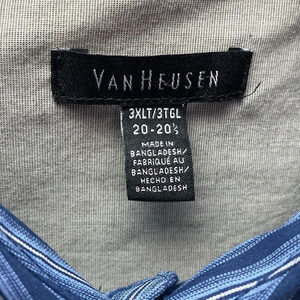 VAN HEUSEN
3XLT/3TGL
20-20½
MADE IN
BANGLADESH/
FABRIQUÉ AU
BANGLADESH/
HECHO EN
BANGLADESH